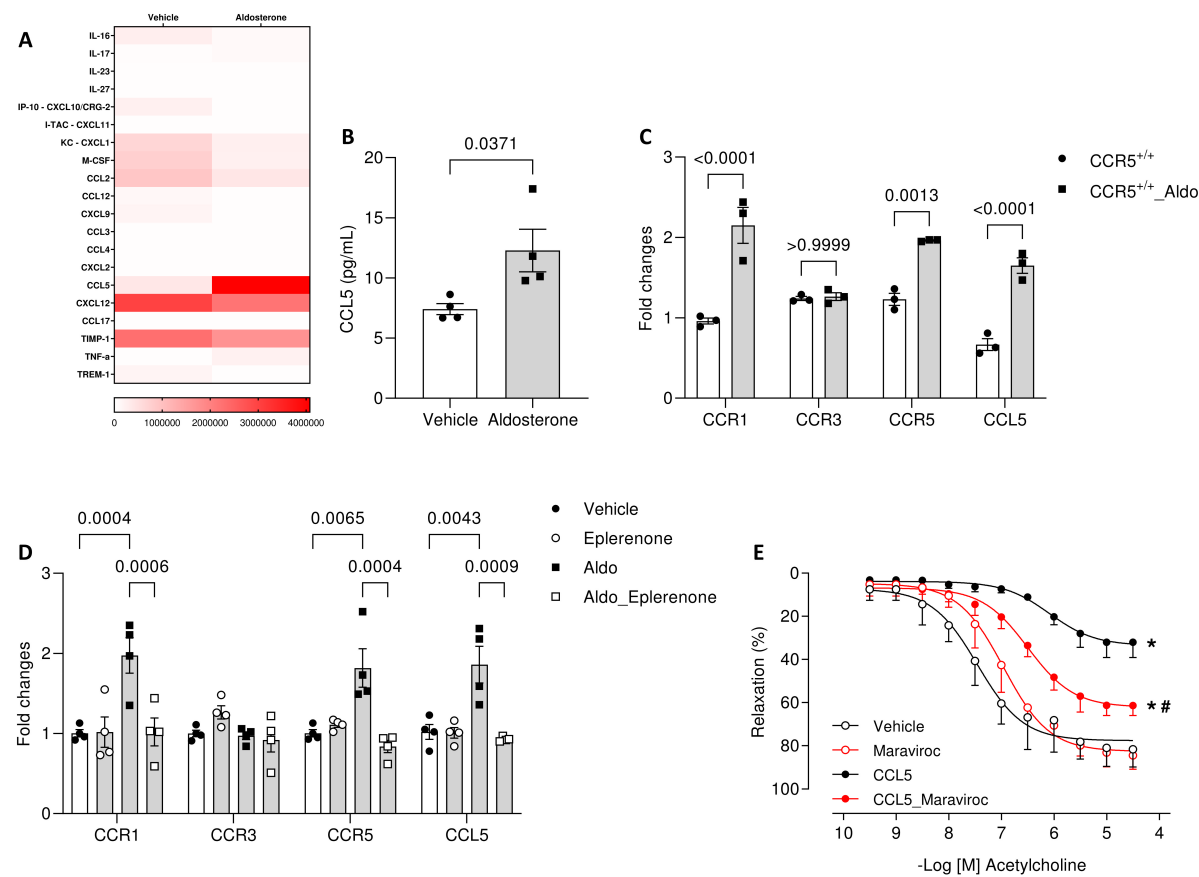 A
Vehicle Aldosterone
IL-16
IL-17
IL-23
IL-27
IP-10 - CXCL10/CRG-2
I-TAC - CXCL11
KC - CXCL1
M-CSF
CCL2
CCL12
CXCL9
CCL3
CCL4
CXCL2
CCL5
CXCL12
CCL17
TIMP-1
TNF-a
TREM-1
0 1000000 2000000 3000000 4000000
B
0.0371
20
15
10
5
0
CCL5 (pg/mL)
Vehicle Aldosterone
C
<0.0001
>0.9999
0.0013
<0.0001
3
2
1
0
Fold changes
CCR1 CCR3 CCR5 CCL5
CCR5+/+
CCR5+/+_Aldo
D
0.0004 0.0065 0.0043
0.0006 0.0004 0.0009
3
2
1
0
Fold changes
CCR1 CCR3 CCR5 CCL5
Vehicle
Eplerenone
Aldo
Aldo_Eplerenone
E
0
20
40
60
80
100
Relaxation (%)
*
* #
Vehicle
Maraviroc
CCL5
CCL5_Maraviroc
10 9 8 7 6 5 4
-Log [M] Acetylcholine